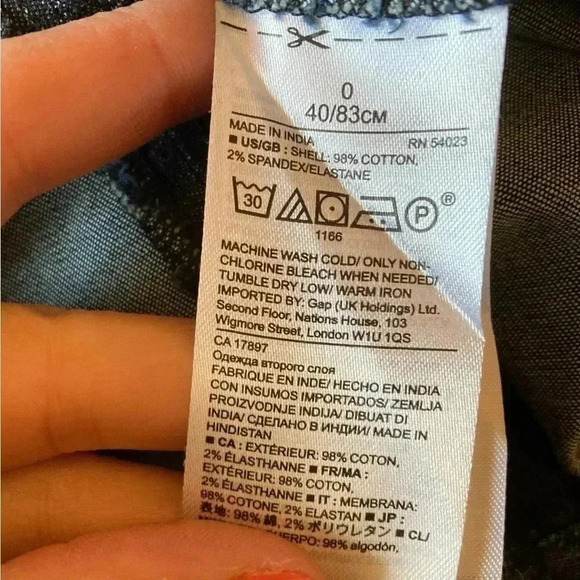 0
40/83CM
MADE IN INDIA RN 54023
■ US/GB : SHELL: 98% COTTON,
2% SPANDEX/ELASTANE
30 P ®
1166
MACHINE WASH COLD/ ONLY NON-
CHLORINE BLEACH WHEN NEEDED/
TUMBLE DRY LOW/ WARM IRON
IMPORTED BY: Gap (UK Holdings) Ltd.
Second Floor, Nations House, 103
Wigmore Street, London W1U 1QS
CA 17897
Одежда второго слоя
FABRIQUE EN INDE/ HECHO EN INDIA
CON INSUMOS IMPORTADOS/ ZEMLJA
PROIZVODNJE INDIJA/ DIBUAT DI
INDIA/ СДЕЛАНО В ИНДИИ/ MADE IN
HINDISTAN
■ CA : EXTÉRIEUR: 98% COTON,
2% ÉLASTHANNE ■ FR/MA :
EXTÉRIEUR: 98% COTON,
2% ÉLASTHANNE ■ IT : MEMBRANA:
98% COTONE, 2% ELASTAN ■ JP :
表地: 98% 綿, 2% ポリウレタン ■ CL/
CUERPO: 98% algodón,